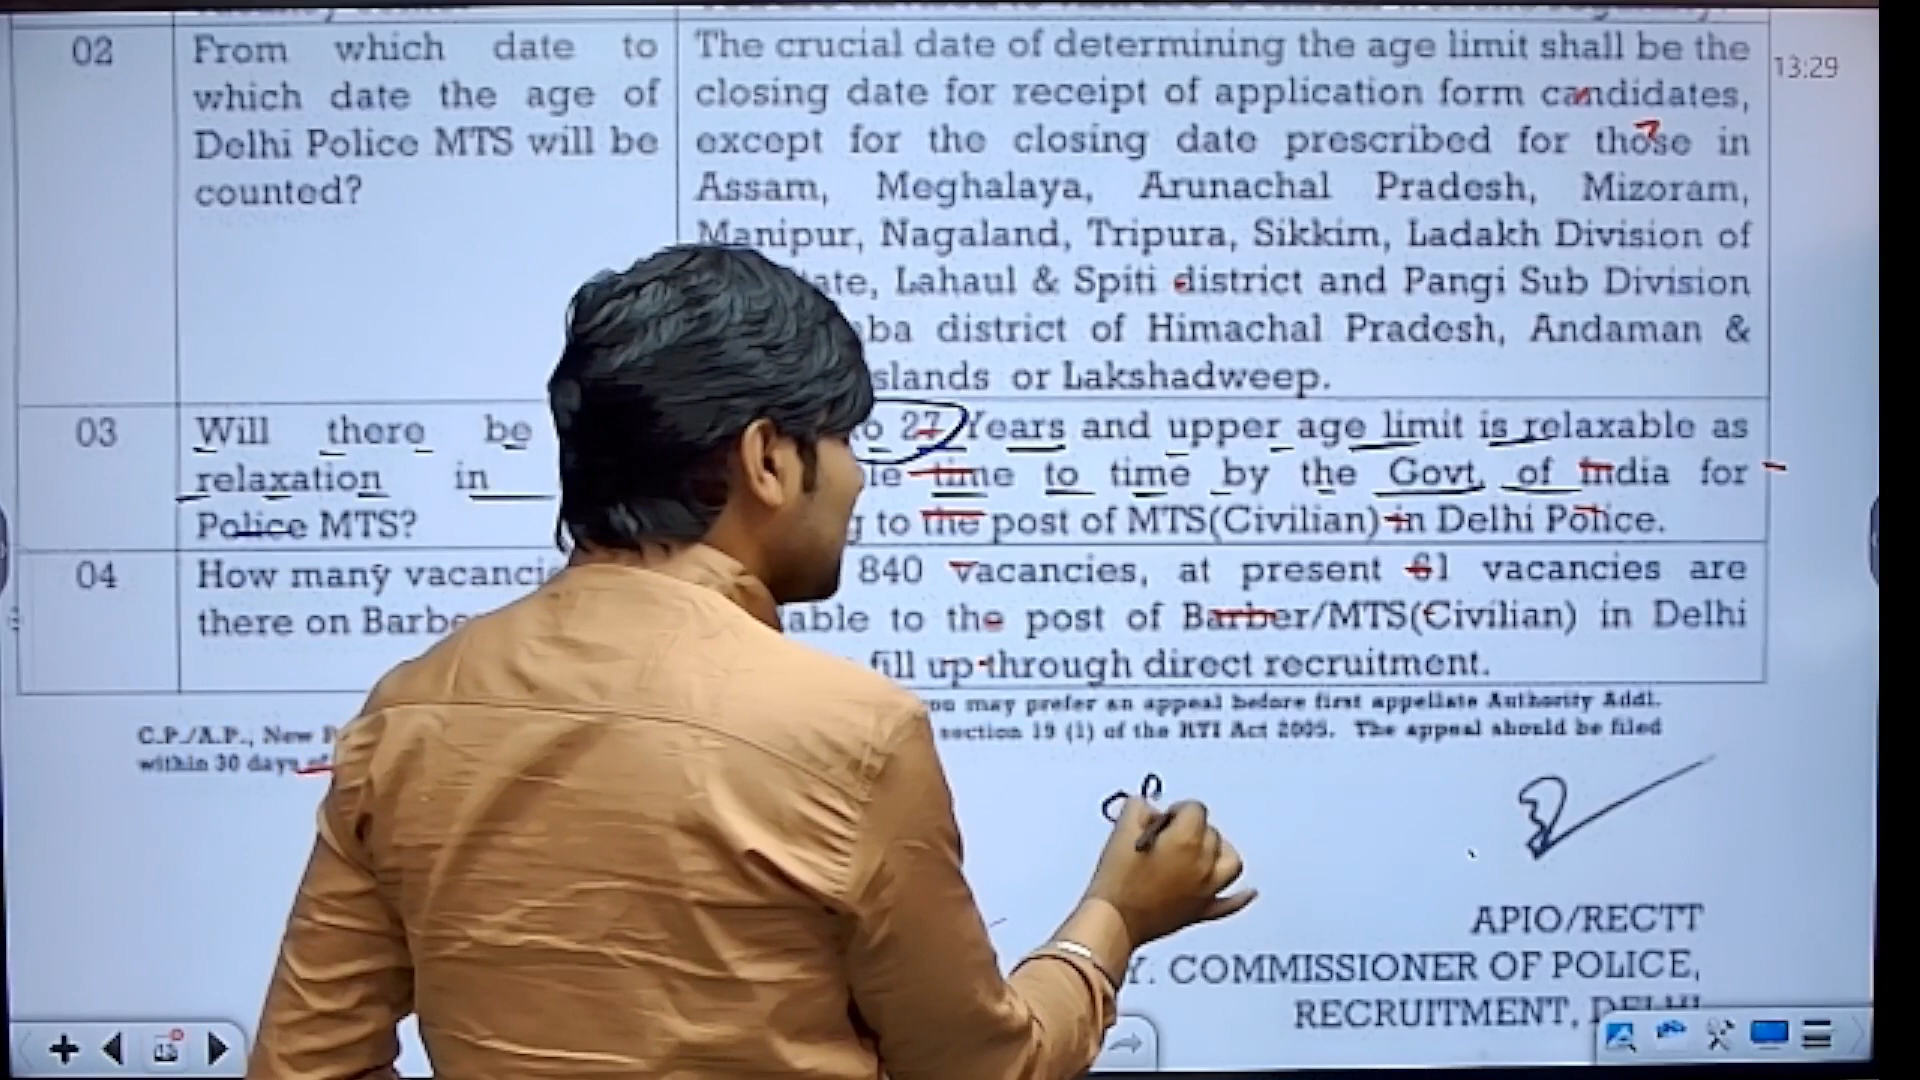 02
From which date to
which date the age of
Delhi Police MTS will be
counted?
The crucial date of determining the age limit shall be the
closing date for receipt of application form candidates,
except for the closing date prescribed for those in
Assam, Meghalaya, Arunachal Pradesh, Mizoram,
Manipur, Nagaland, Tripura, Sikkim, Ladakh Division of
tate, Lahaul & Spiti district and Pangi Sub Division
ba district of Himachal Pradesh, Andaman &
slands or Lakshadweep.
13:29
03
Will there be
relaxation in
Police MTS?
27 Years and upper age limit is relaxable as
time to time by the Govt. of India for
to the post of MTS(Civilian) in Delhi Police.
04
How many vacanci
there on Barbe
840 vacancies, at present 61 vacancies are
able to the post of Barber/MTS(Civilian) in Delhi
fill up through direct recruitment.
you may prefer an appeal before first appellate Authority Addl.
C.P./A.P., New P
section 19 (1) of the RTI Act 2005. The appeal should be filed
within 30 days
APIO/RECTT
Y. COMMISSIONER OF POLICE,
RECRUITMENT, DELHI